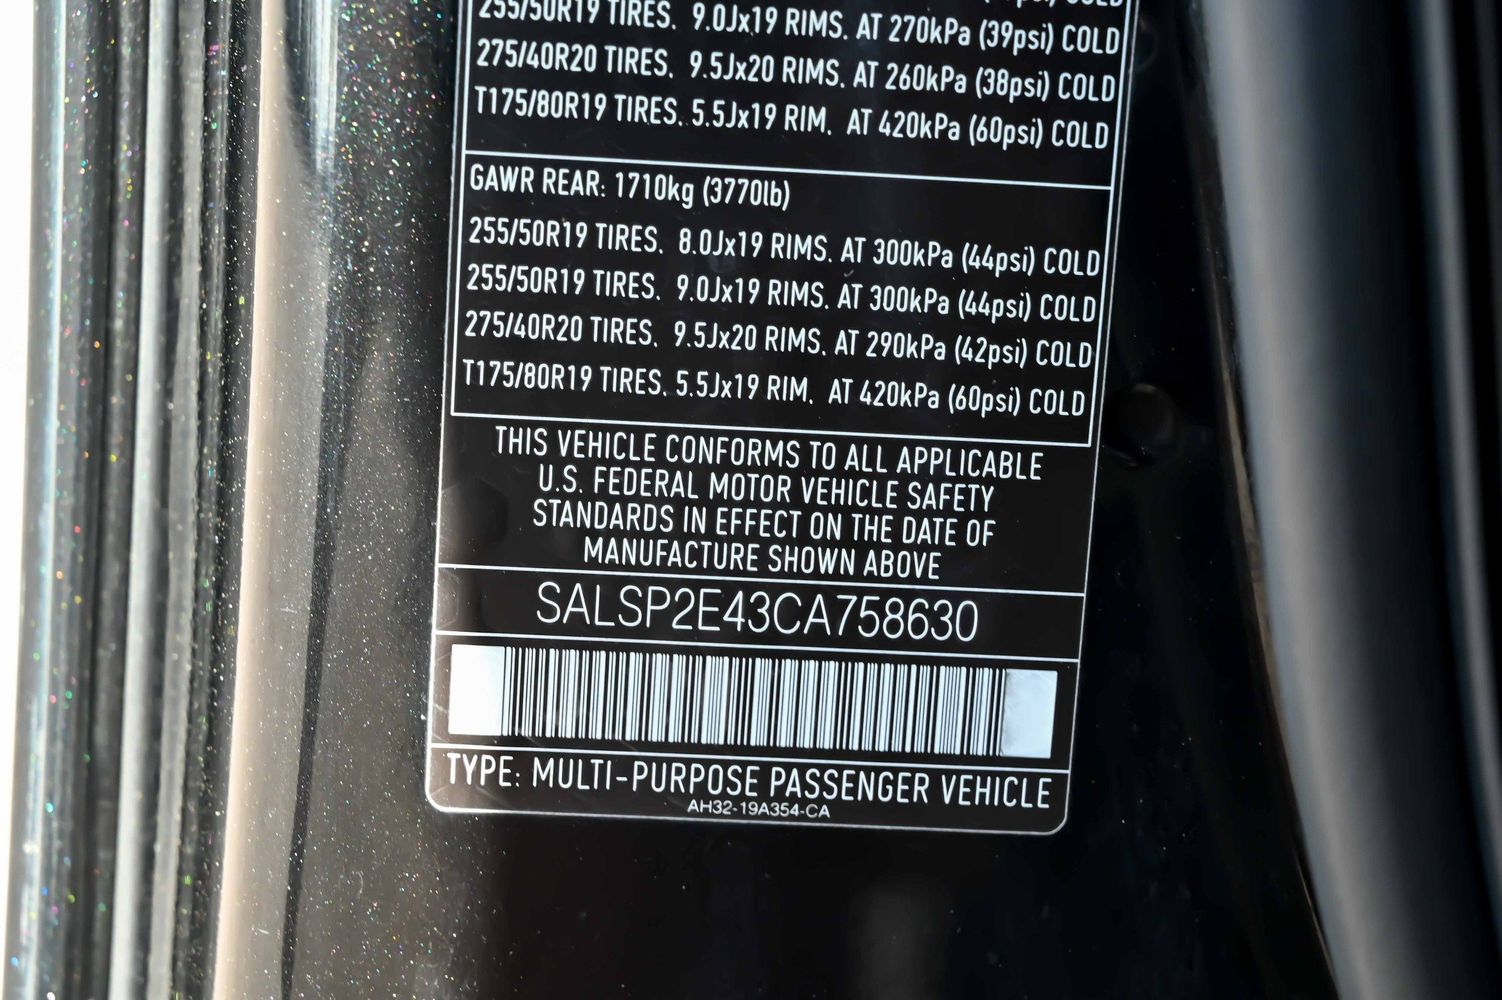 255/50R19 TIRES. 9.0Jx19 RIMS. AT 270kPa (39psi) COLD
275/40R20 TIRES. 9.5Jx20 RIMS. AT 260kPa (38psi) COLD
T175/80R19 TIRES. 5.5Jx19 RIM. AT 420kPa (60psi) COLD
GAWR REAR: 1710kg (3770lb)
255/50R19 TIRES. 8.0Jx19 RIMS. AT 300kPa (44psi) COLD
255/50R19 TIRES. 9.0Jx19 RIMS. AT 300kPa (44psi) COLD
275/40R20 TIRES. 9.5Jx20 RIMS. AT 290kPa (42psi) COLD
T175/80R19 TIRES. 5.5Jx19 RIM. AT 420kPa (60psi) COLD
THIS VEHICLE CONFORMS TO ALL APPLICABLE
U.S. FEDERAL MOTOR VEHICLE SAFETY
STANDARDS IN EFFECT ON THE DATE OF
MANUFACTURE SHOWN ABOVE
SALSP2E43CA758630
TYPE: MULTI-PURPOSE PASSENGER VEHICLE
AH32-19A354-CA